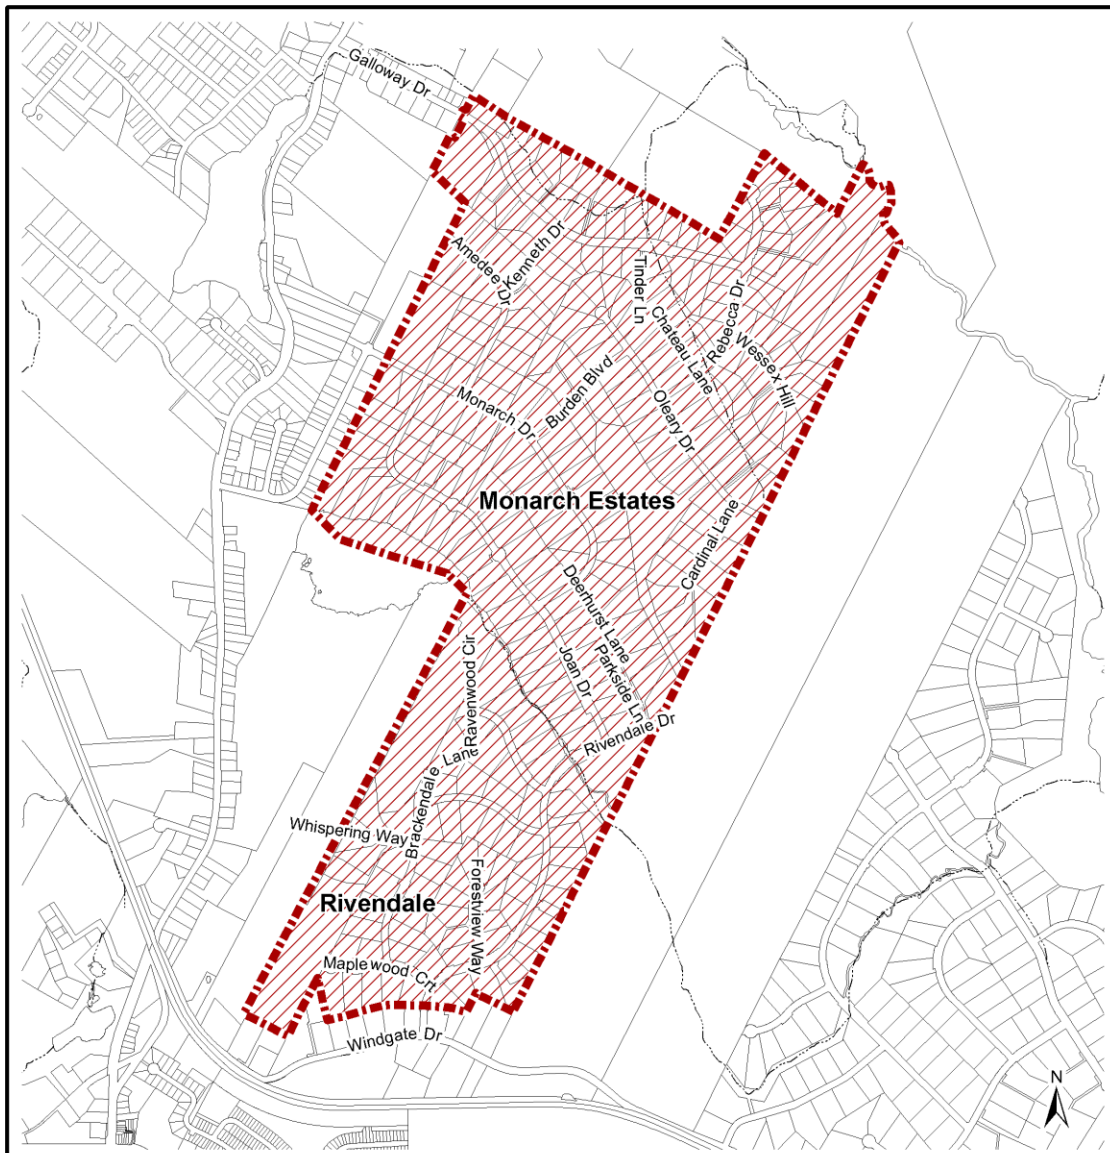 Galloway Dr
Amedee Dr
Kenneth Dr
Tinder Ln
Chateau Lane
Rebecca Dr
Wessex Hill
Monarch Dr
Burden Blvd
Oleary Dr
Monarch Estates
Cardinal Lane
Deerhurst Lane
Parkside Ln
Joan Dr
Ravenwood Cir
Rivendale Dr
Brackendale Lane
Whispering Way
Forestview Way
Rivendale
Maplewood Crt
Windgate Dr
N